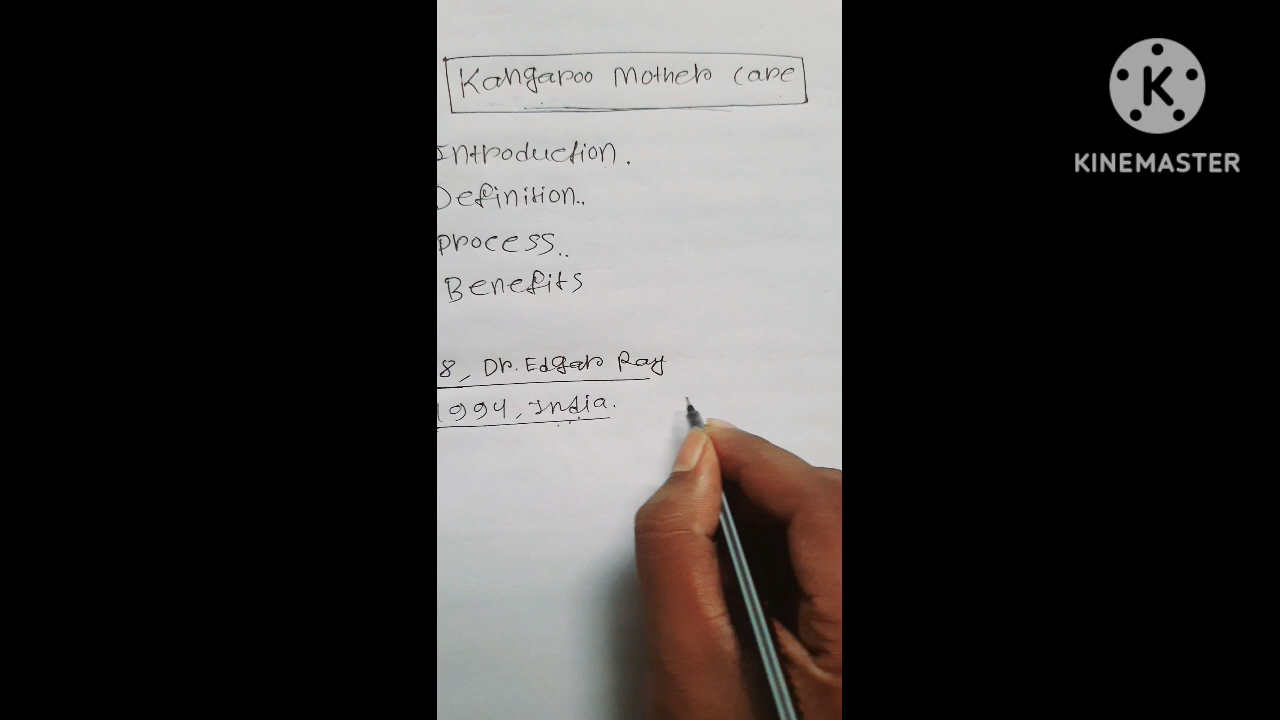 Kangaroo Mother Care
Introduction.
Definition..
process..
Benefits
8, Dr. Edgar Ray
1994, India.
K
KINEMASTER